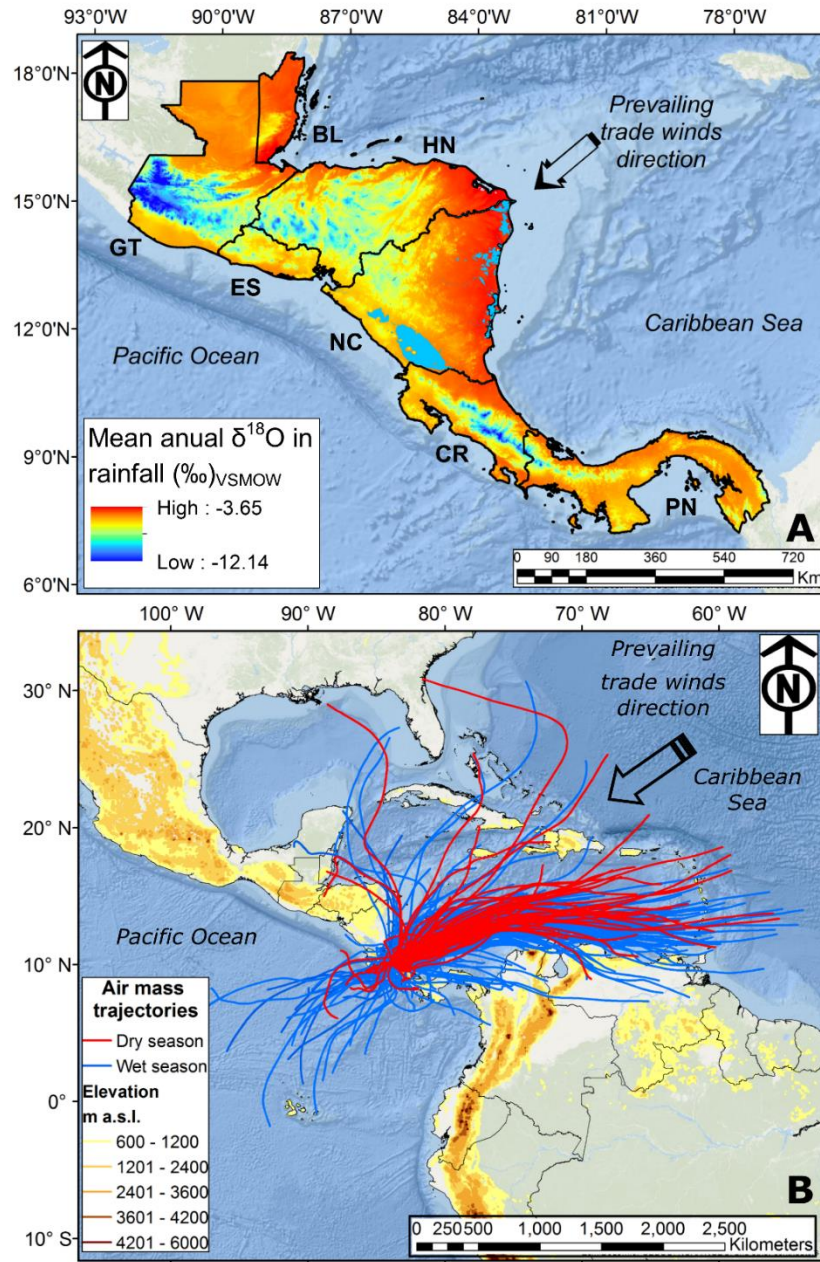 93°0'W 90°0'W 87°0'W 84°0'W 81°0'W 78°0'W
18°0'N
15°0'N
12°0'N
9°0'N
6°0'N
N
BL
HN
Prevailing
trade winds
direction
GT
ES
NC
Pacific Ocean
Caribbean Sea
CR
PN
Mean anual δ18O in
rainfall (‰)VSMOW
High : -3.65
Low : -12.14
A
0 90 180 360 540 720
Km
100°W 90°W 80°W 70°W 60°W
30° N
20° N
10° N
0°
10° S
Prevailing
trade winds
direction
N
Caribbean
Sea
Pacific Ocean
Air mass
trajectories
Dry season
Wet season
Elevation
m a.s.l.
600 - 1200
1201 - 2400
2401 - 3600
3601 - 4200
4201 - 6000
B
0 250500 1,000 1,500 2,000 2,500
Kilometers